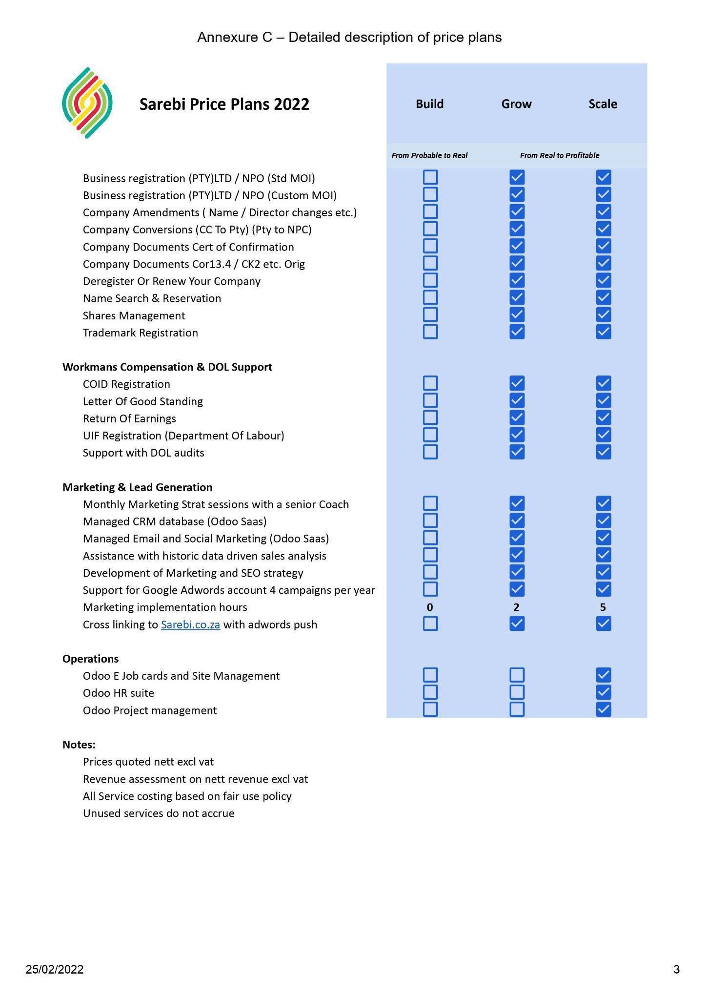 Annexure C – Detailed description of price plans
Sarebi Price Plans 2022
Build Grow Scale
From Probable to Real From Real to Profitable
Business registration (PTY)LTD / NPO (Std MOI)
Business registration (PTY)LTD / NPO (Custom MOI)
Company Amendments ( Name / Director changes etc.)
Company Conversions (CC To Pty) (Pty to NPC)
Company Documents Cert of Confirmation
Company Documents Cor13.4 / CK2 etc. Orig
Deregister Or Renew Your Company
Name Search & Reservation
Shares Management
Trademark Registration
Workmans Compensation & DOL Support
COID Registration
Letter Of Good Standing
Return Of Earnings
UIF Registration (Department Of Labour)
Support with DOL audits
Marketing & Lead Generation
Monthly Marketing Strat sessions with a senior Coach
Managed CRM database (Odoo Saas)
Managed Email and Social Marketing (Odoo Saas)
Assistance with historic data driven sales analysis
Development of Marketing and SEO strategy
Support for Google Adwords account 4 campaigns per year
Marketing implementation hours 0 2 5
Cross linking to Sarebi.co.za with adwords push
Operations
Odoo E Job cards and Site Management
Odoo HR suite
Odoo Project management
Notes:
Prices quoted nett excl vat
Revenue assessment on nett revenue excl vat
All Service costing based on fair use policy
Unused services do not accrue
25/02/2022 3